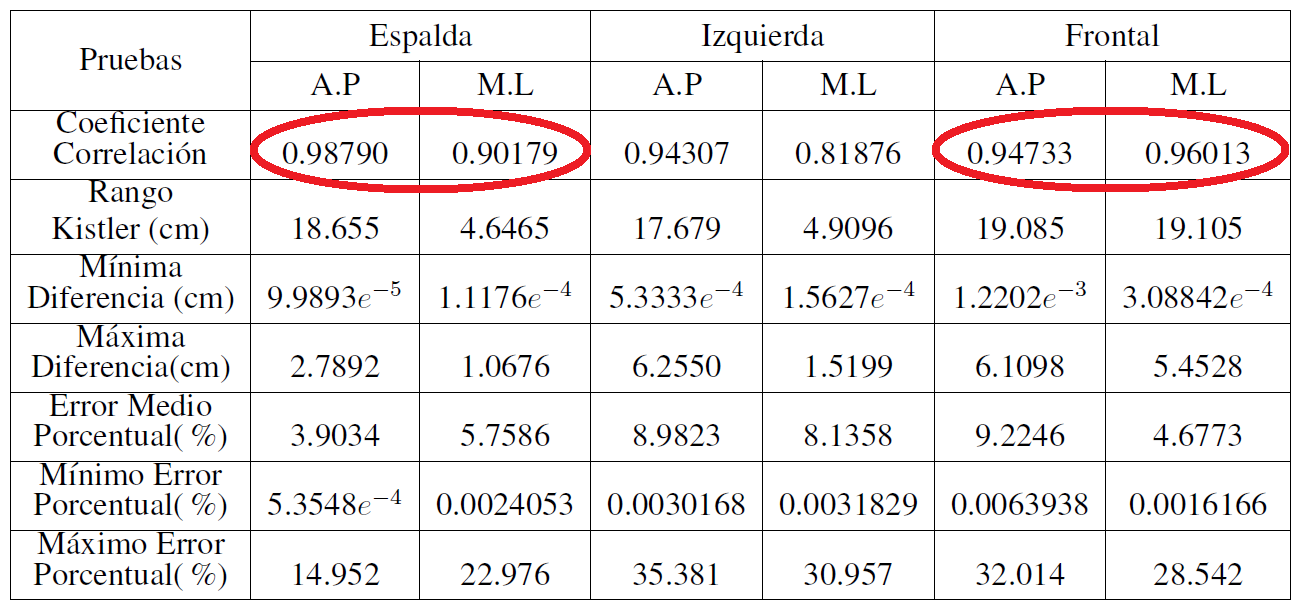 Pruebas Espalda Izquierda Frontal
A.P M.L A.P M.L A.P M.L
Coeficiente
Correlación 0.98790 0.90179 0.94307 0.81876 0.94733 0.96013
Rango
Kistler (cm) 18.655 4.6465 17.679 4.9096 19.085 19.105
Mínima
Diferencia (cm) 9.9893e⁻⁵ 1.1176e⁻⁴ 5.3333e⁻⁴ 1.5627e⁻⁴ 1.2202e⁻³ 3.08842e⁻⁴
Máxima
Diferencia(cm) 2.7892 1.0676 6.2550 1.5199 6.1098 5.4528
Error Medio
Porcentual( %) 3.9034 5.7586 8.9823 8.1358 9.2246 4.6773
Mínimo Error
Porcentual( %) 5.3548e⁻⁴ 0.0024053 0.0030168 0.0031829 0.0063938 0.0016166
Máximo Error
Porcentual( %) 14.952 22.976 35.381 30.957 32.014 28.542